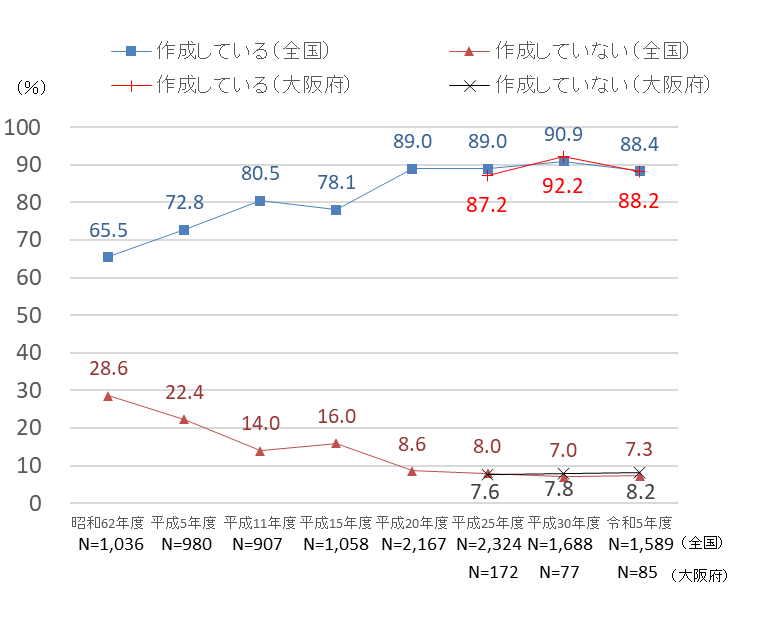 作成している（全国） 作成していない（全国）
作成している（大阪府） 作成していない（大阪府）
（%）
100
90
80
70
60
50
40
30
20
10
0
65.5 72.8 80.5 78.1 89.0 89.0 90.9 88.4
87.2 92.2 88.2
28.6 22.4 14.0 16.0 8.6 8.0 7.0 7.3
7.6 7.8 8.2
昭和62年度 平成5年度 平成11年度 平成15年度 平成20年度 平成25年度 平成30年度 令和5年度
N=1,036 N=980 N=907 N=1,058 N=2,167 N=2,324 N=1,688 N=1,589 （全国）
N=172 N=77 N=85 （大阪府）